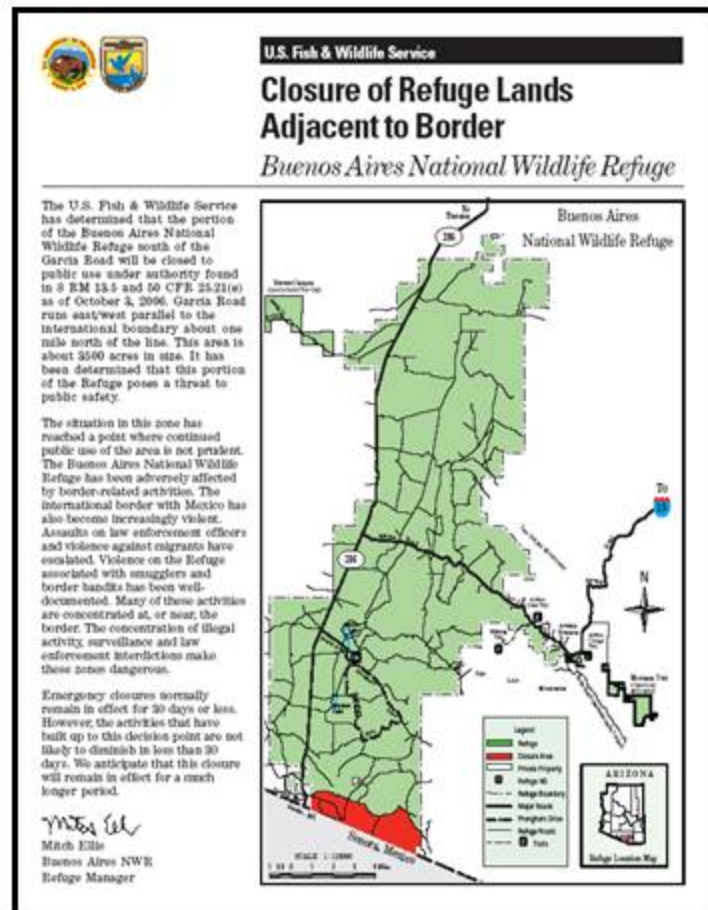 U.S. Fish & Wildlife Service
Closure of Refuge Lands
Adjacent to Border
Buenos Aires National Wildlife Refuge
The U.S. Fish & Wildlife Service
has determined that the portion
of the Buenos Aires National
Wildlife Refuge south of the
Garcia Road will be closed to
public use under authority found
in 8 RM 13.5 and 50 CFR 25.21(e)
as of October 3, 2006. Garcia Road
runs east/west parallel to the
international boundary about one
mile north of the line. This area is
about 3500 acres in size. It has
been determined that this portion
of the Refuge poses a threat to
public safety.
The situation in this zone has
reached a point where continued
public use of the area is not prudent.
The Buenos Aires National Wildlife
Refuge has been adversely affected
by border-related activities. The
international border with Mexico has
also become increasingly violent.
Assaults on law enforcement officers
and violence against migrants have
escalated. Violence on the Refuge
associated with smugglers and
border bandits has been well-
documented. Many of these activities
are concentrated at, or near, the
border. The concentration of illegal
activity, surveillance and law
enforcement interdictions make
these zones dangerous.
Emergency closures normally
remain in effect for 30 days or less.
However, the activities that have
built up to this decision point are not
likely to diminish in less than 30
days. We anticipate that this closure
will remain in effect for a much
longer period.
Mitch Ellis
Buenos Aires NWR
Refuge Manager
Buenos Aires
National Wildlife Refuge
To
286
286
To
N
Legend
Refuge
Closure Area
Private Property
Refuge HQ
Refuge Boundary
Major Roads
Pronghorn Drive
Refuge Roads
Trails
ARIZONA
Refuge Location Map
Sonora, Mexico
SCALE